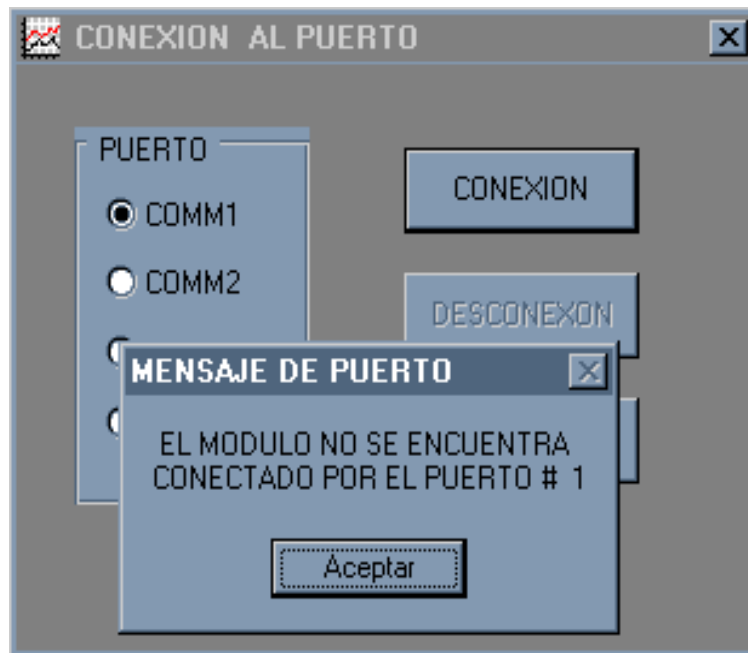 CONEXION AL PUERTO
PUERTO
COMM1
COMM2
CONEXION
DESCONEXON
MENSAJE DE PUERTO
EL MODULO NO SE ENCUENTRA
CONECTADO POR EL PUERTO # 1
Aceptar